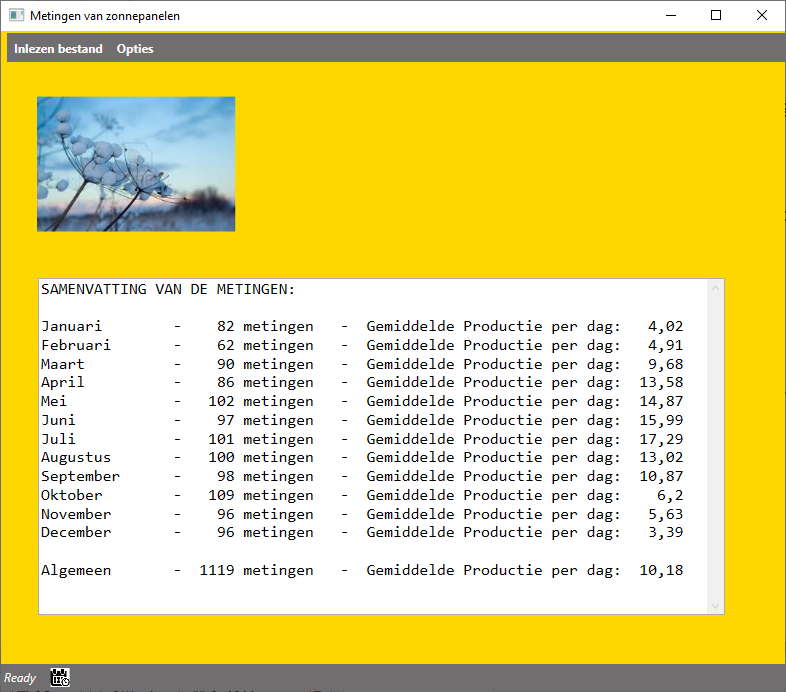 Metingen van zonnepanelen
Inlezen bestand Opties
SAMENVATTING VAN DE METINGEN:
Januari - 82 metingen - Gemiddelde Productie per dag: 4,02
Februari - 62 metingen - Gemiddelde Productie per dag: 4,91
Maart - 90 metingen - Gemiddelde Productie per dag: 9,68
April - 86 metingen - Gemiddelde Productie per dag: 13,58
Mei - 102 metingen - Gemiddelde Productie per dag: 14,87
Juni - 97 metingen - Gemiddelde Productie per dag: 15,99
Juli - 101 metingen - Gemiddelde Productie per dag: 17,29
Augustus - 100 metingen - Gemiddelde Productie per dag: 13,02
September - 98 metingen - Gemiddelde Productie per dag: 10,87
Oktober - 109 metingen - Gemiddelde Productie per dag: 6,2
November - 96 metingen - Gemiddelde Productie per dag: 5,63
December - 96 metingen - Gemiddelde Productie per dag: 3,39
Algemeen - 1119 metingen - Gemiddelde Productie per dag: 10,18
Ready